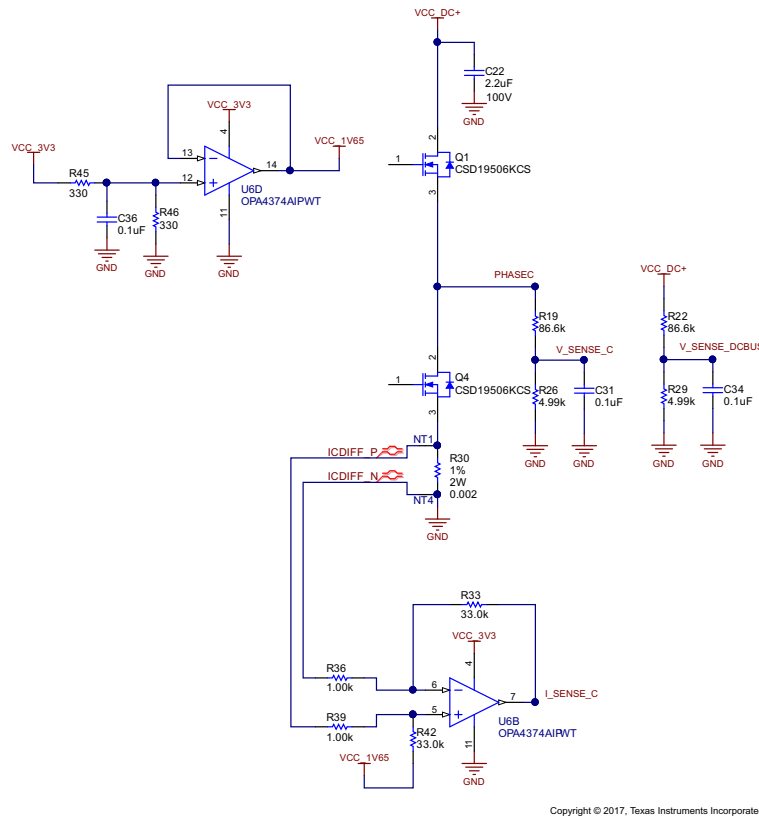 VCC_DC+
C22
2.2uF
100V
GND
VCC_3V3
4
VCC_1V65
VCC_3V3
13
14
R45
330
12
U6D
OPA4374AIPWT
11
C36
0.1uF
R46
330
GND
GND
GND
2
1
Q1
CSD19506KCS
3
PHASEC
VCC_DC+
R19
86.6k
R22
86.6k
V_SENSE_C
V_SENSE_DCBUS
2
1
Q4
CSD19506KCS
3
R26
4.99k
C31
0.1uF
R29
4.99k
C34
0.1uF
GND
GND
GND
GND
NT1
ICDIFF_P
R30
1%
2W
0.002
ICDIFF_N
NT4
GND
R33
33.0k
VCC_3V3
4
R36
1.00k
6
7
I_SENSE_C
R39
1.00k
5
U6B
OPA4374AIPWT
R42
33.0k
11
VCC_1V65
GND
Copyright © 2017, Texas Instruments Incorporate